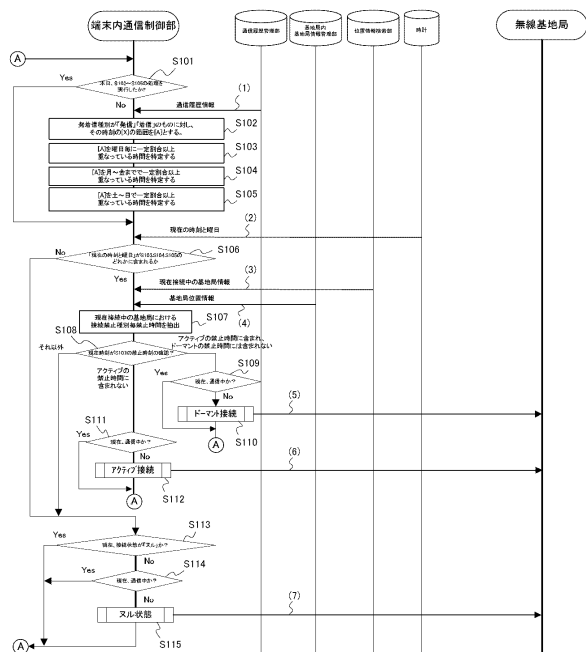 端末内通信制御部
通信履歴管理部
基地局内
基地局情報管理部
位置情報検索部
時計
無線基地局
A
S101
Yes
本日、S102～S105の処理を
実行したか?
No
(1)
通信履歴情報
S102
発着信種別が「発信」「着信」のものに対し、
その時刻の[X]の範囲を[A]とする。
S103
[A]を曜日毎に一定割合以上
重なっている時間を特定する
S104
[A]を月～金までで一定割合以上
重なっている時間を特定する
S105
[A]を土～日で一定割合以上
重なっている時間を特定する
(2)
現在の時刻と曜日
S106
No
「現在の時刻と曜日」がS103,S104,S105の
どれかに含まれるか
Yes
(3)
現在接続中の基地局情報
基地局位置情報
(4)
S107
現在接続中の基地局における
接続禁止種別毎禁止時間を抽出
S108
それ以外
現在時刻がS107の禁止時刻の確認?
アクティブの禁止時間に含まれ、
ドーマントの禁止時間には含まれない
アクティブの
禁止時間に
含まれない
S109
Yes
現在、通信中か?
No
(5)
ドーマント接続
S110
A
S111
Yes
現在、通信中か?
No
(6)
アクティブ接続
S112
A
S113
Yes
現在、接続状態が「ヌル」か?
No
S114
Yes
現在、通信中か?
No
(7)
ヌル状態
S115
A